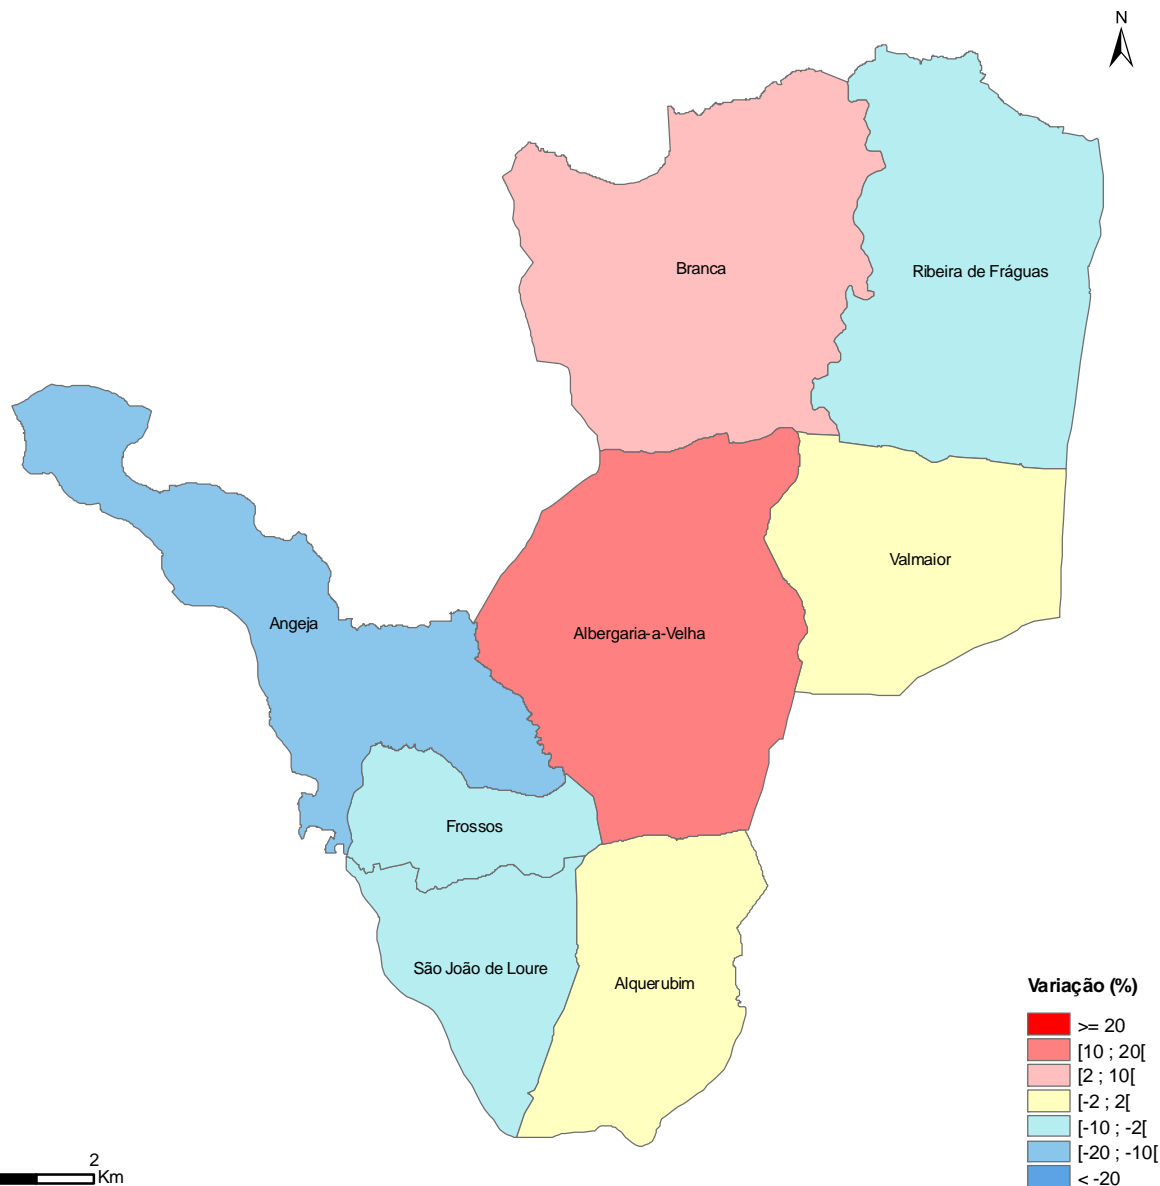 N
Branca
Ribeira de Fráguas
Valmaior
Angeja
Albergaria-a-Velha
Frossos
São João de Loure
Alquerubim
Variação (%)
>= 20
[10 ; 20[
[2 ; 10[
[-2 ; 2[
[-10 ; -2[
[-20 ; -10[
< -20
2
Km